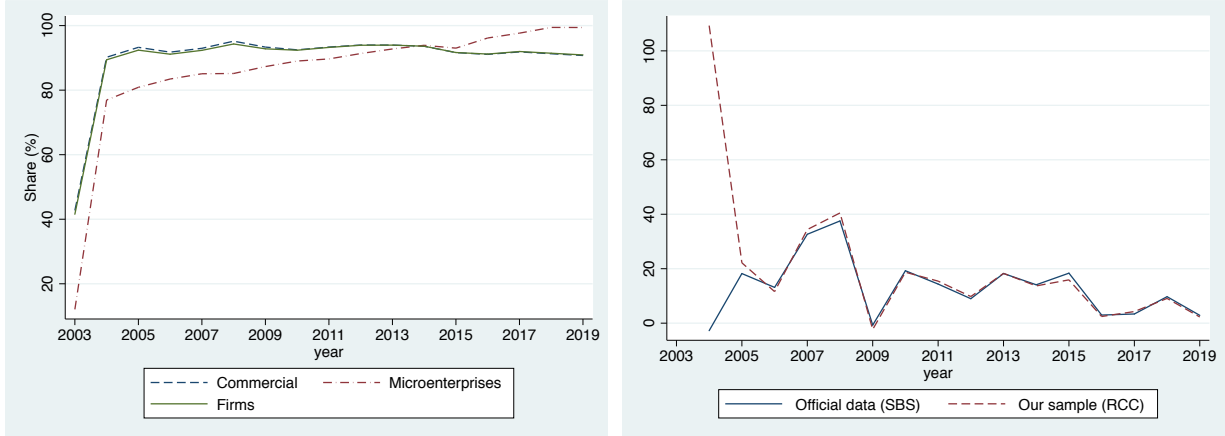 Share (%)
100
80
60
40
20
2003 2005 2007 2009 2011 2013 2015 2017 2019
year
Commercial Microenterprises
Firms
100
80
60
40
20
0
2003 2005 2007 2009 2011 2013 2015 2017 2019
year
Official data (SBS) Our sample (RCC)